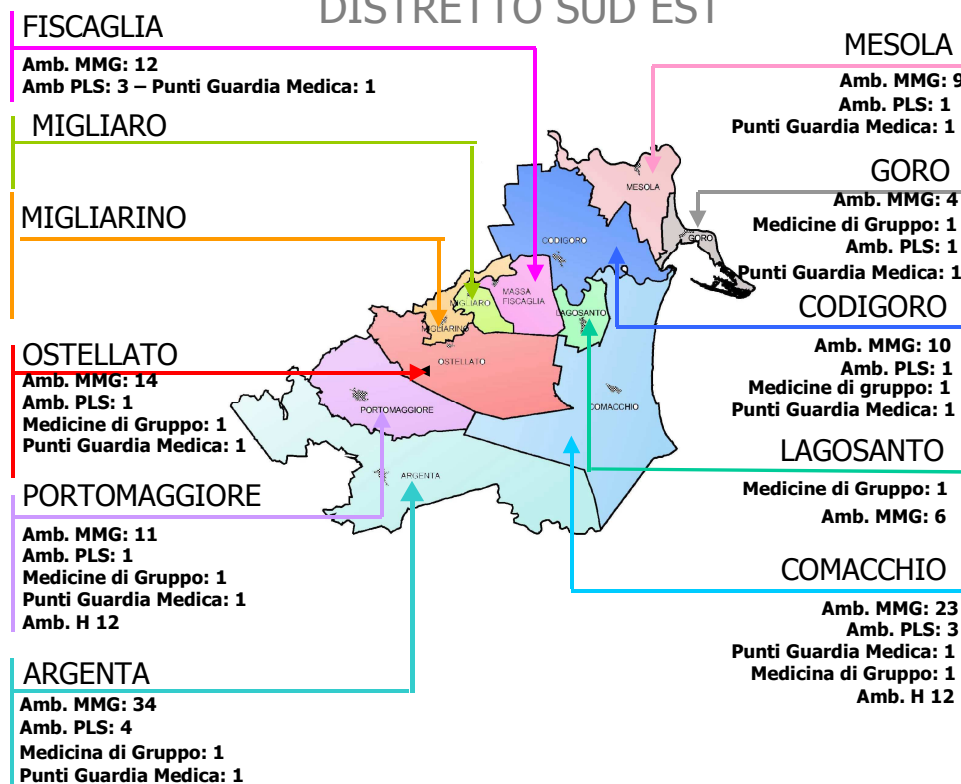 DISTRETTO SUD EST
FISCAGLIA
Amb. MMG: 12
Amb PLS: 3 – Punti Guardia Medica: 1
MIGLIARO
MIGLIARINO
OSTELLATO
Amb. MMG: 14
Amb. PLS: 1
Medicine di Gruppo: 1
Punti Guardia Medica: 1
PORTOMAGGIORE
Amb. MMG: 11
Amb. PLS: 1
Medicine di Gruppo: 1
Punti Guardia Medica: 1
Amb. H 12
ARGENTA
Amb. MMG: 34
Amb. PLS: 4
Medicina di Gruppo: 1
Punti Guardia Medica: 1
MESOLA
CODIGORO
GORO
MASSA
FISCAGLIA
MIGLIARO
LAGOSANTO
MIGLIARINO
OSTELLATO
PORTOMAGGIORE
COMACCHIO
ARGENTA
MESOLA
Amb. MMG: 9
Amb. PLS: 1
Punti Guardia Medica: 1
GORO
Amb. MMG: 4
Medicine di Gruppo: 1
Amb. PLS: 1
Punti Guardia Medica: 1
CODIGORO
Amb. MMG: 10
Amb. PLS: 1
Medicine di gruppo: 1
Punti Guardia Medica: 1
LAGOSANTO
Medicine di Gruppo: 1
Amb. MMG: 6
COMACCHIO
Amb. MMG: 23
Amb. PLS: 3
Punti Guardia Medica: 1
Medicina di Gruppo: 1
Amb. H 12